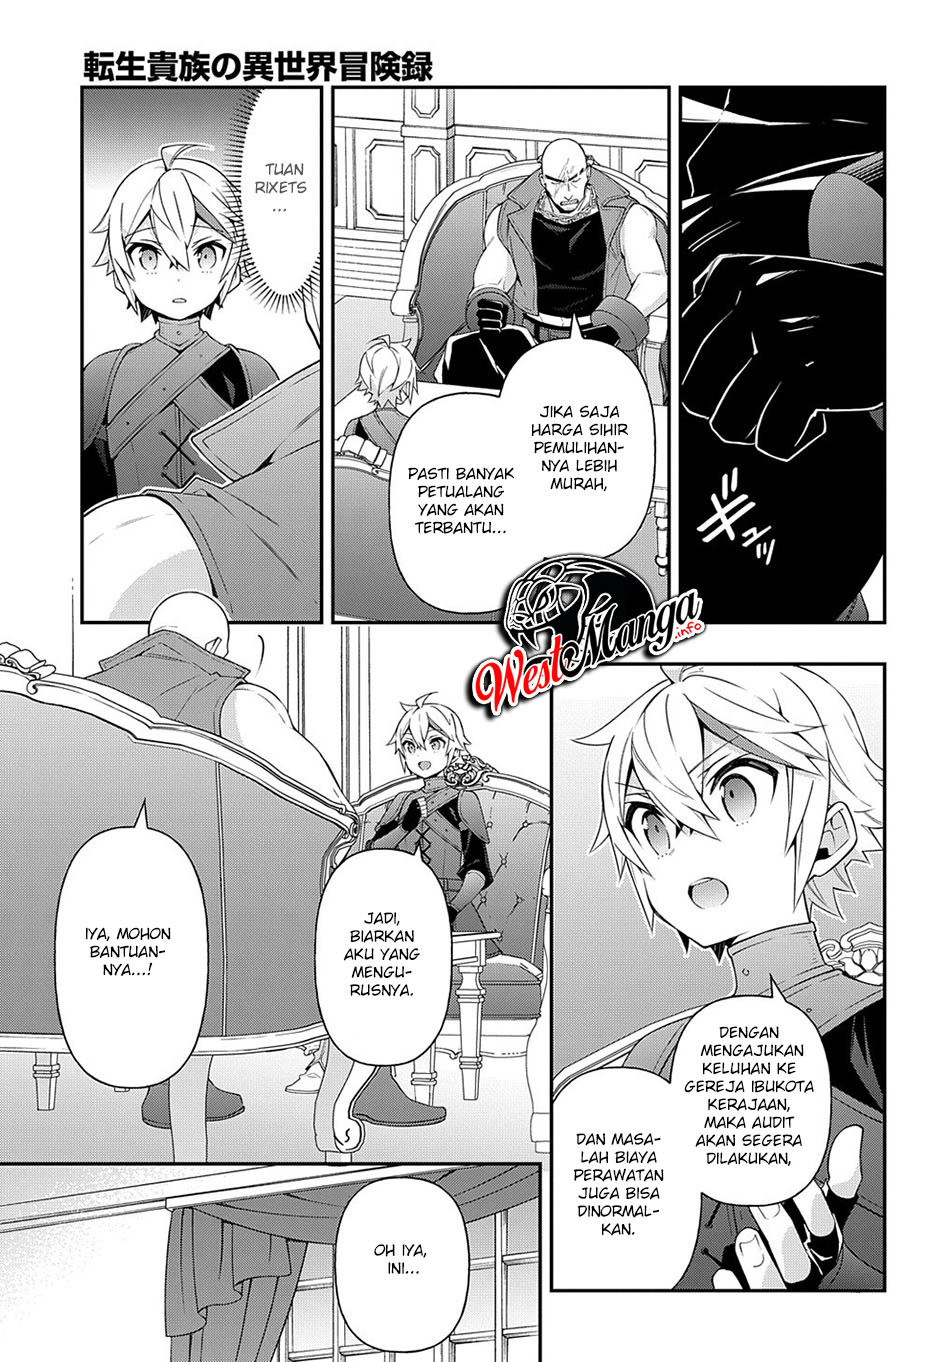 転生貴族の異世界冒険録
ギュッ
JIKA SAJA
HARGA SIHIR
PEMULIHAN-
NYA LEBIH
MURAH,
PASTI BANYAK
PETUALANG
YANG AKAN
TERBANTU...
TUAN
RIXETS
...
WestManga
.info
DENGAN
MENGAJUKAN
KELUHAN KE
GEREJA IBUKOTA
KERAJAAN,
MAKA AUDIT
AKAN SEGERA
DILAKUKAN,
DAN MASA-
LAH BIAYA
PERAWATAN
JUGA BISA
DINORMAL-
KAN.
JADI,
BIARKAN
AKU YANG
MENGU-
RUSNYA.
IYA, MOHON
BANTUAN-
NYA...!
OH IYA,
INI...